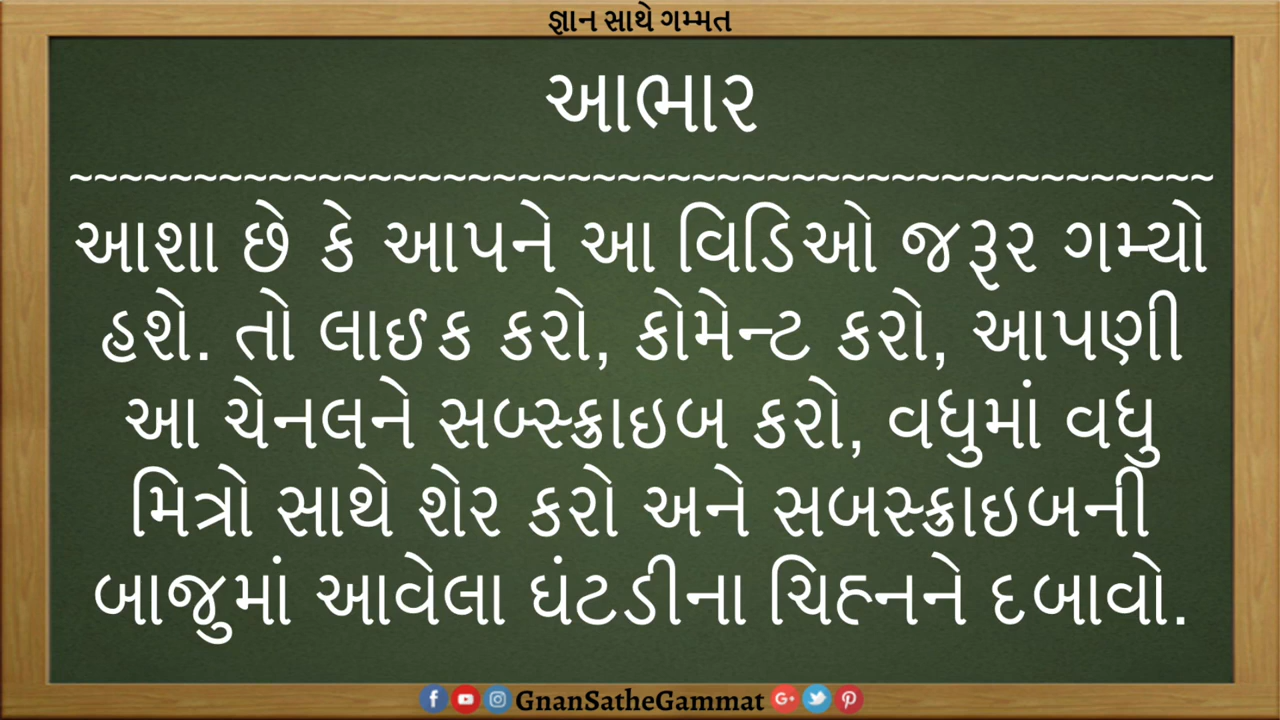 જ્ઞાન સાથે ગમ્મત
આભાર
~~~~~~~~~~~~~~~~~~~~~~~~~~~~~~~~~~~~~~~~~~~~~~
આશા છે કે આપને આ વિડિઓ જરૂર ગમ્યો
હશે. તો લાઈક કરો, કોમેન્ટ કરો, આપણી
આ ચેનલને સબ્સ્ક્રાઇબ કરો, વધુમાં વધુ
મિત્રો સાથે શેર કરો અને સબસ્ક્રાઇબની
બાજુમાં આવેલા ઘંટડીના ચિહ્નને દબાવો.
GnanSatheGammat